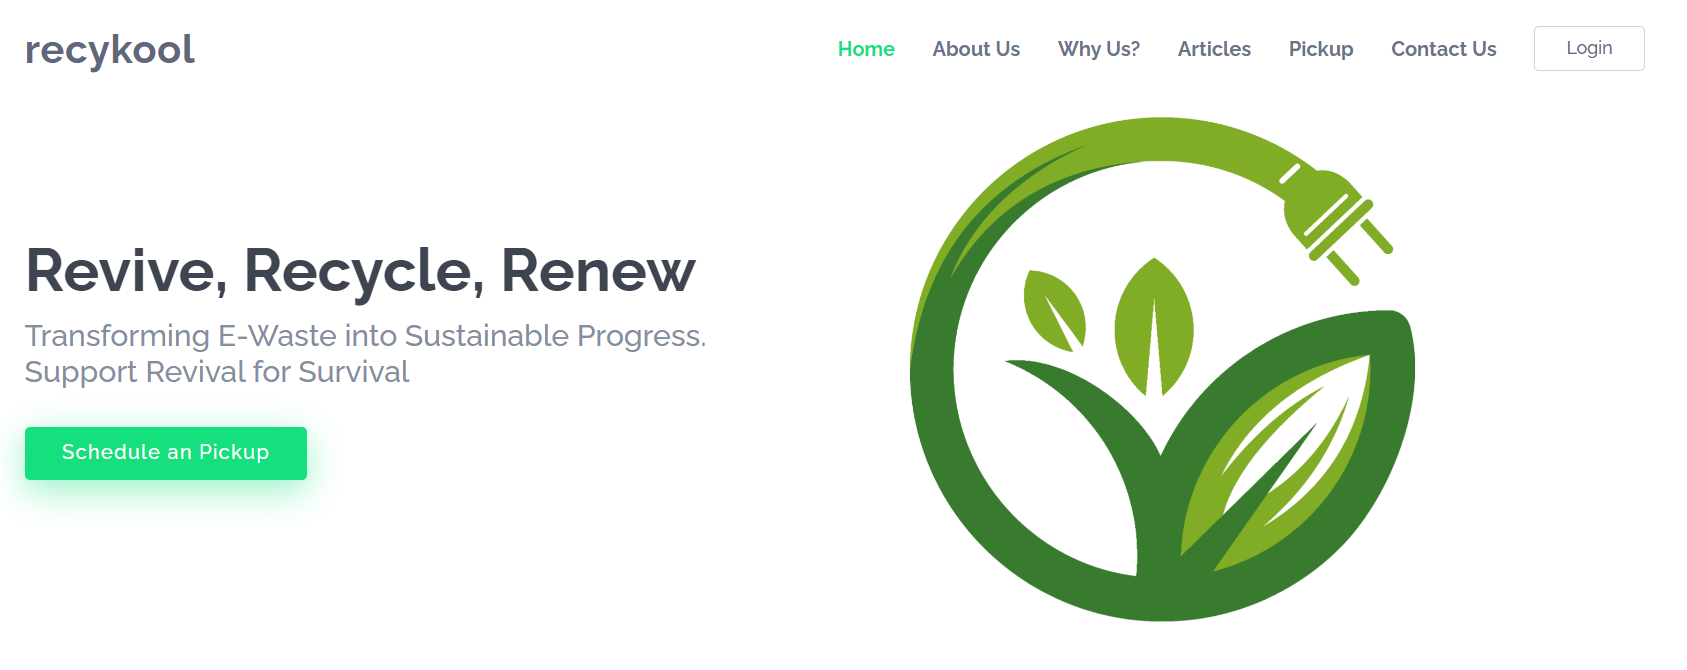 recykool
Home About Us Why Us? Articles Pickup Contact Us Login
Revive, Recycle, Renew
Transforming E-Waste into Sustainable Progress.
Support Revival for Survival
Schedule an Pickup